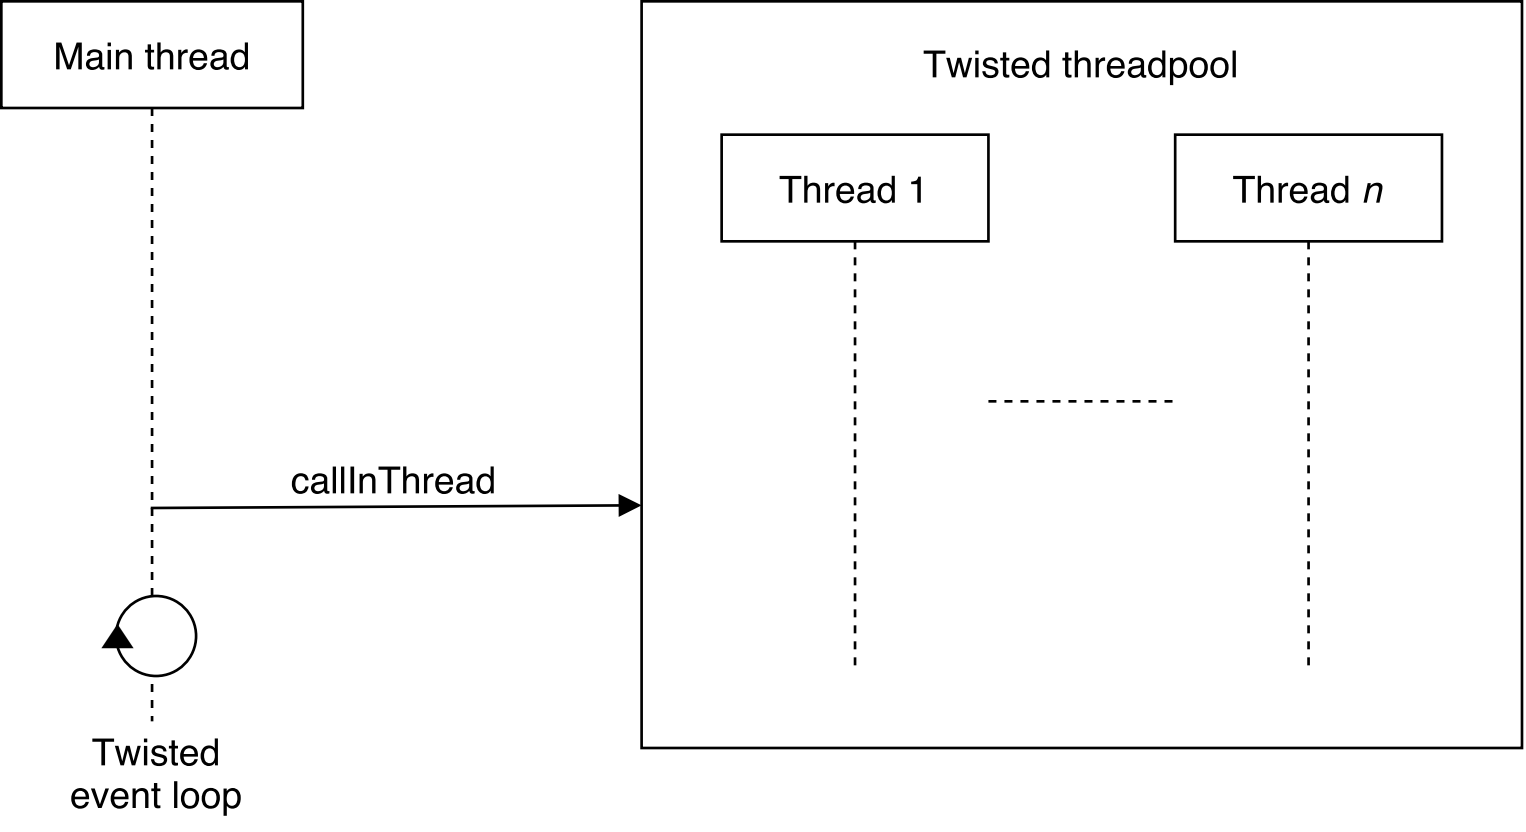 Main thread
Twisted threadpool
Thread 1
Thread n
callInThread
Twisted
event loop